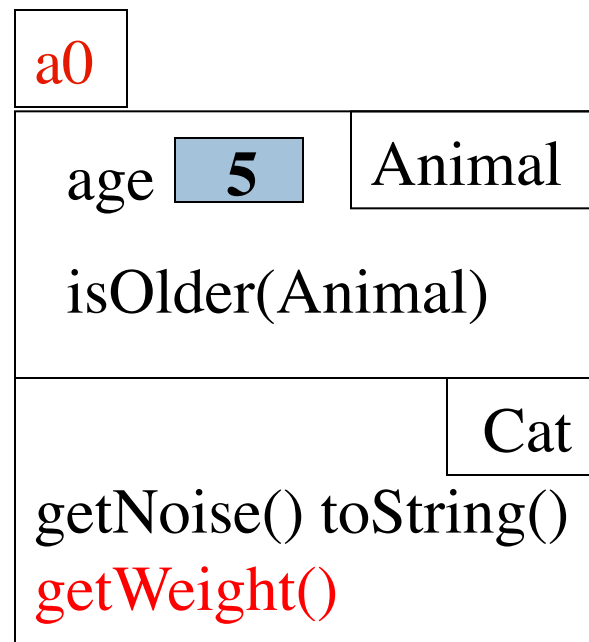 a0
age 5 Animal
isOlder(Animal)
Cat
getNoise() toString()
getWeight()